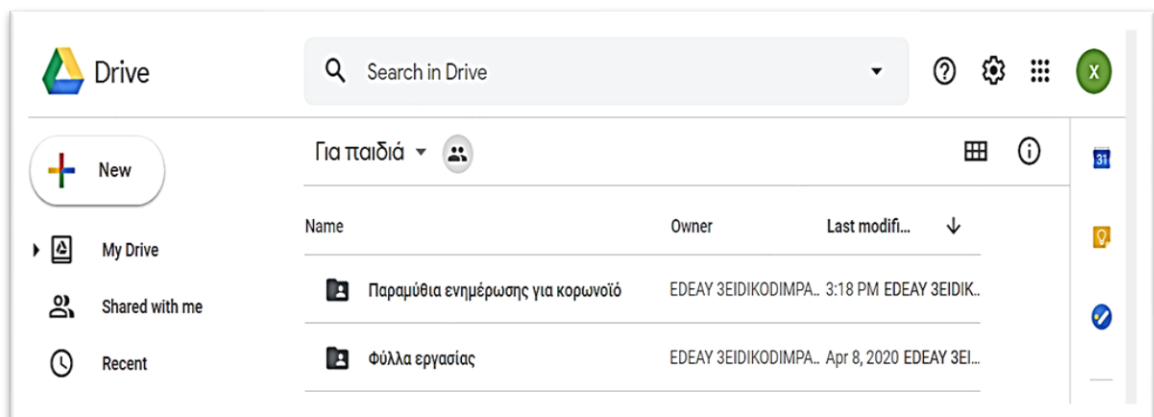 Drive
Search in Drive
X
New
Για παιδιά
31
Name Owner Last modifi...
My Drive
Παραμύθια ενημέρωσης για κορωνοϊό EDEAY 3EIDIKODIMPA... 3:18 PM EDEAY 3EIDIK...
Shared with me
Recent
Φύλλα εργασίας EDEAY 3EIDIKODIMPA... Apr 8, 2020 EDEAY 3EI...